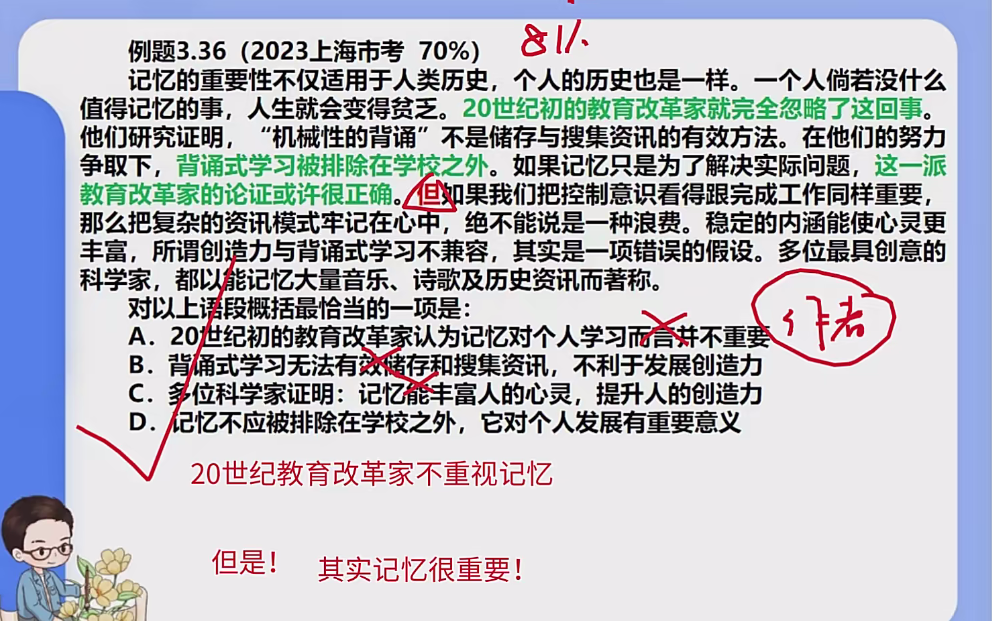 81%
例题3.36（2023上海市考 70%）
记忆的重要性不仅适用于人类历史，个人的历史也是一样。一个人倘若没什么
值得记忆的事，人生就会变得贫乏。20世纪初的教育改革家就完全忽略了这回事。
他们研究证明，“机械性的背诵”不是储存与搜集资讯的有效方法。在他们的努力
争取下，背诵式学习被排除在学校之外。如果记忆只是为了解决实际问题，这一派
教育改革家的论证或许很正确。但如果我们把控制意识看得跟完成工作同样重要，
那么把复杂的资讯模式牢记在心中，绝不能说是一种浪费。稳定的内涵能使心灵更
丰富，所谓创造力与背诵式学习不兼容，其实是一项错误的假设。多位最具创意的
科学家，都以能记忆大量音乐、诗歌及历史资讯而著称。
对以上语段概括最恰当的一项是：
A．20世纪初的教育改革家认为记忆对个人学习而言并不重要
作者
B．背诵式学习无法有效储存和搜集资讯，不利于发展创造力
C．多位科学家证明：记忆能丰富人的心灵，提升人的创造力
D．记忆不应被排除在学校之外，它对个人发展有重要意义
20世纪教育改革家不重视记忆
但是！ 其实记忆很重要！